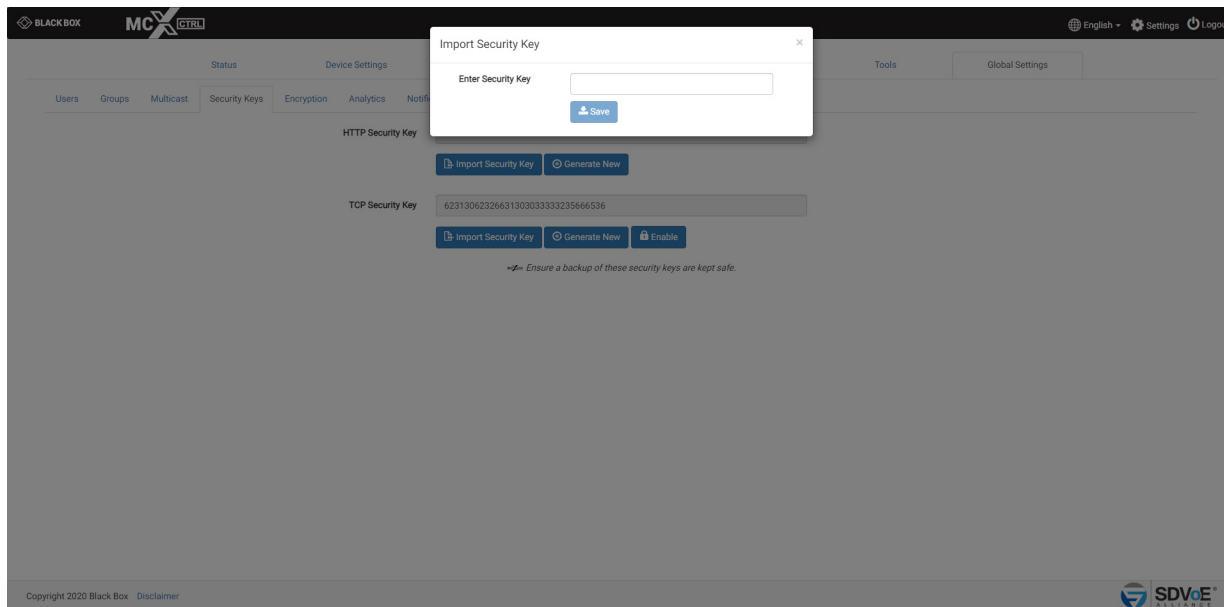 BLACK BOX MCX CTRL English Settings Logou
Import Security Key ×
Status Device Settings Tools Global Settings
Enter Security Key
Users Groups Multicast Security Keys Encryption Analytics Notifi
Save
HTTP Security Key
Import Security Key Generate New
TCP Security Key 62313062326631303033333235666536
Import Security Key Generate New Enable
Ensure a backup of these security keys are kept safe.
Copyright 2020 Black Box Disclaimer
SDVoE
ALLIANCE